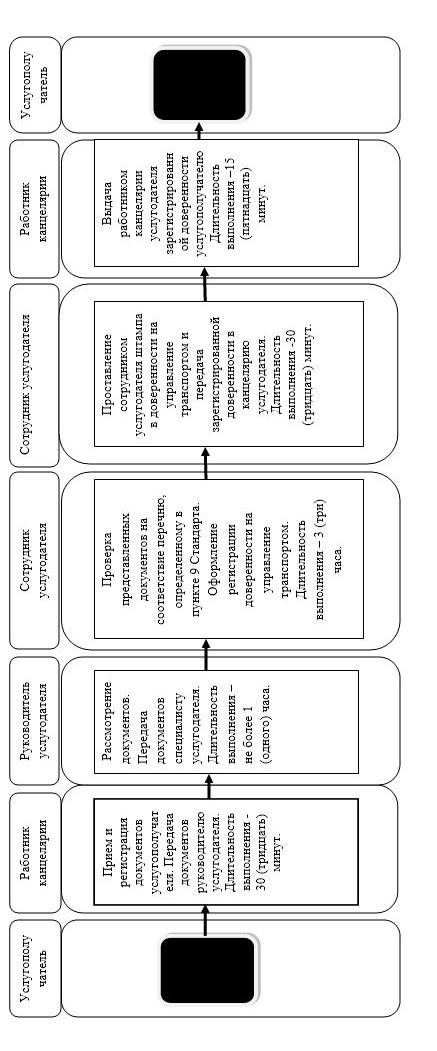 Услугополу
чатель
Работник
канцелярии
Руководитель
услугодателя
Сотрудник
услугодателя
Сотрудник услугодателя
Работник
канцелярии
Услугополу
чатель
Прием и
регистрация
документов
услугополучат
еля. Передача
документов
руководителю
услугодателя.
Длительность
выполнения -
30 (тридцать)
минут.
Рассмотрение
документов.
Передача
документов
специалисту
услугодателя.
Длительность
выполнения –
не более 1
(одного) часа.
Проверка
представленных
документов на
соответствие перечню,
определенному в
пункте 9 Стандарта.
Оформление
регистрации
доверенности на
управление
транспортом.
Длительность
выполнения – 3 (три)
часа.
Проставление
сотрудником
услугодателя штампа
в доверенности на
управление
транспортом и
передача
зарегистрированной
доверенности в
канцелярию
услугодателя.
Длительность
выполнения -30
(тридцать) минут.
Выдача
работником
канцелярии
услугодателя
зарегистрированн
ой доверенности
услугополучателю
Длительность
выполнения –15
(пятнадцать)
минут.